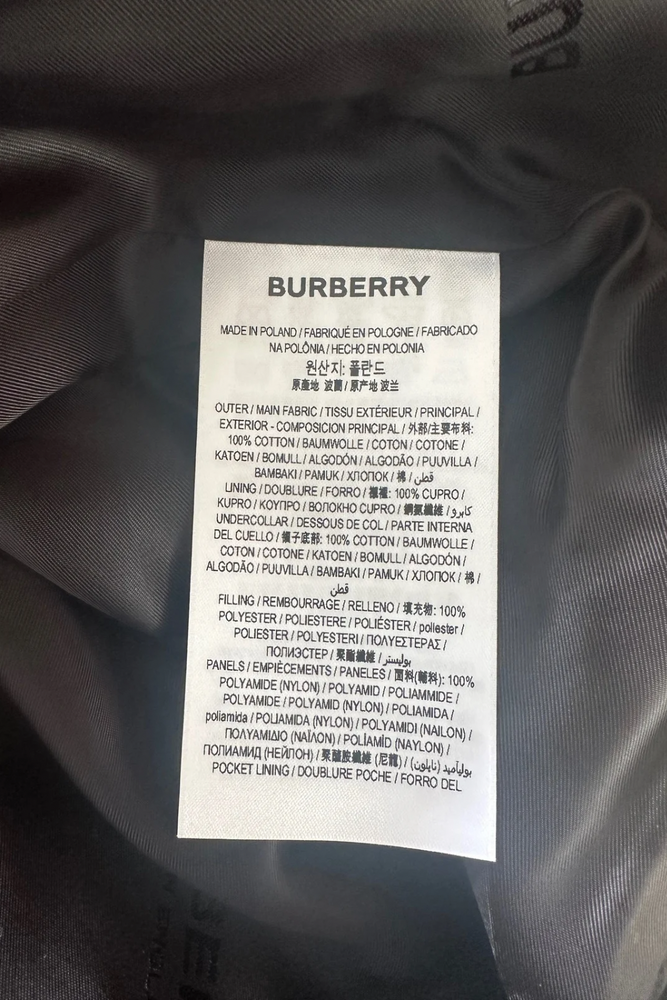 BU
BURBERRY
MADE IN POLAND / FABRIQUÉ EN POLOGNE / FABRICADO
NA POLÔNIA / HECHO EN POLONIA
원산지: 폴란드
原產地 波蘭 / 原产地 波兰
OUTER / MAIN FABRIC / TISSU EXTÉRIEUR / PRINCIPAL /
EXTERIOR - COMPOSICION PRINCIPAL / 外部/主要布料:
100% COTTON / BAUMWOLLE / COTON / COTONE /
KATOEN / BOMULL / ALGODÓN / ALGODÃO / PUUVILLA /
BAMBAKI / PAMUK / ХЛОПОК / 棉 / قطن
LINING / DOUBLURE / FORRO / 襯裡: 100% CUPRO /
KUPRO / ΚΟΥΠΡΟ / ВОЛОКНО CUPRO / 銅氨纖維 / كابرو
UNDERCOLLAR / DESSOUS DE COL / PARTE INTERNA
DEL CUELLO / 領子底部: 100% COTTON / BAUMWOLLE /
COTON / COTONE / KATOEN / BOMULL / ALGODÓN /
ALGODÃO / PUUVILLA / BAMBAKI / PAMUK / ХЛОПОК / 棉 /
قطن
FILLING / REMBOURRAGE / RELLENO / 填充物: 100%
POLYESTER / POLIESTERE / POLIÉSTER / poliester /
POLIESTER / POLYESTERI / ΠΟΛΥΕΣΤΕΡΑΣ /
ПОЛИЭСТЕР / 聚酯纖維 / بوليستر
PANELS / EMPIÈCEMENTS / PANELES / 面料(輔料): 100%
POLYAMIDE (NYLON) / POLYAMID / POLIAMMIDE /
POLYAMIDE / POLYAMID (NYLON) / POLIAMIDA /
poliamida / POLIAMIDA (NYLON) / POLYAMIDI (NAILON) /
ΠΟΛΥΑΜΙΔΙΟ (ΝΑΪΛΟΝ) / POLÍAMÍD (NAYLON) /
ПОЛИАМИД (НЕЙЛОН) / 聚醯胺纖維 (尼龍) / بوليآميد (نايلون)
POCKET LINING / DOUBLURE POCHE / FORRO DEL